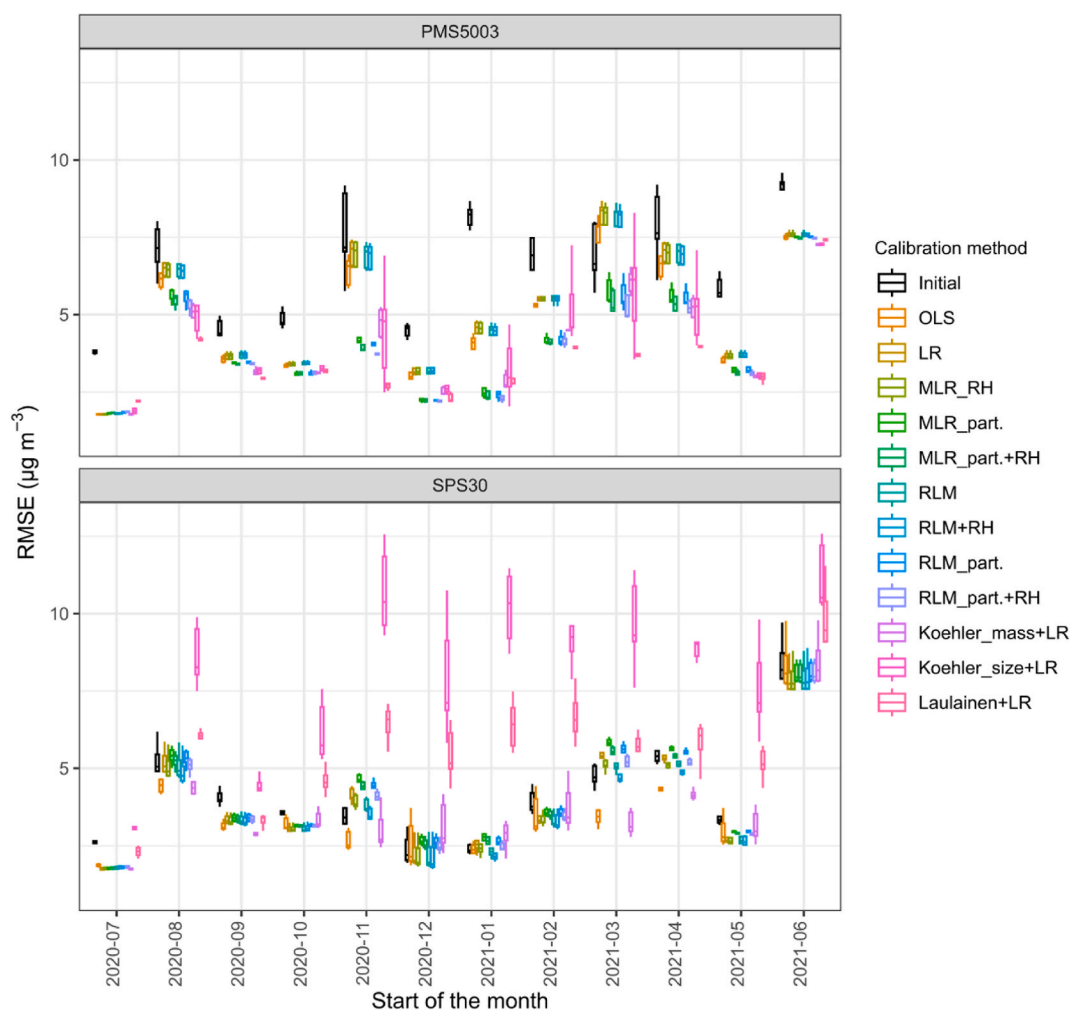 PMS5003
10
5
SPS30
10
5
RMSE (µg m⁻³)
2020-07
2020-08
2020-09
2020-10
2020-11
2020-12
2021-01
2021-02
2021-03
2021-04
2021-05
2021-06
Start of the month
Calibration method
Initial
OLS
LR
MLR_RH
MLR_part.
MLR_part.+RH
RLM
RLM+RH
RLM_part.
RLM_part.+RH
Koehler_mass+LR
Koehler_size+LR
Laulainen+LR